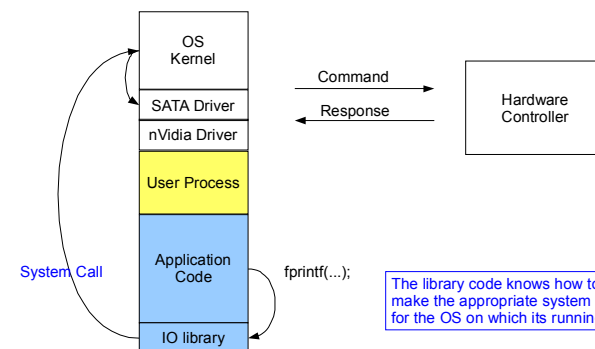 OS
Kernel
SATA Driver
nVidia Driver
User Process
Application
Code
IO library
System Call
fprintf(...);
Command
Response
Hardware
Controller
The library code knows how to
make the appropriate system
for the OS on which its runnin